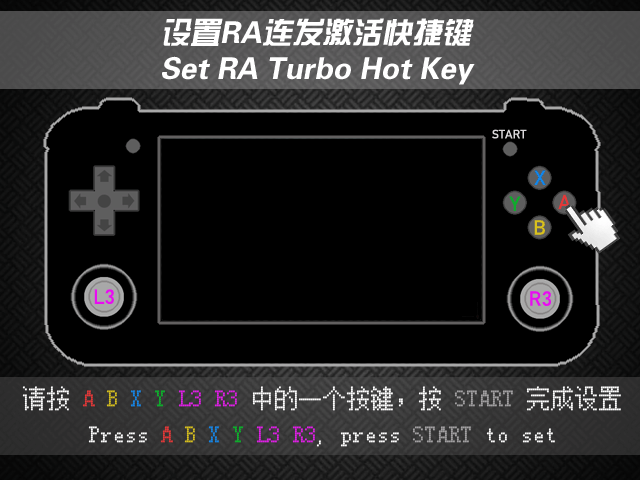 设置RA连发激活快捷键
Set RA Turbo Hot Key
START
X
Y
A
B
L3
R3
请按 A B X Y L3 R3 中的一个按键，按 START 完成设置
Press A B X Y L3 R3, press START to set